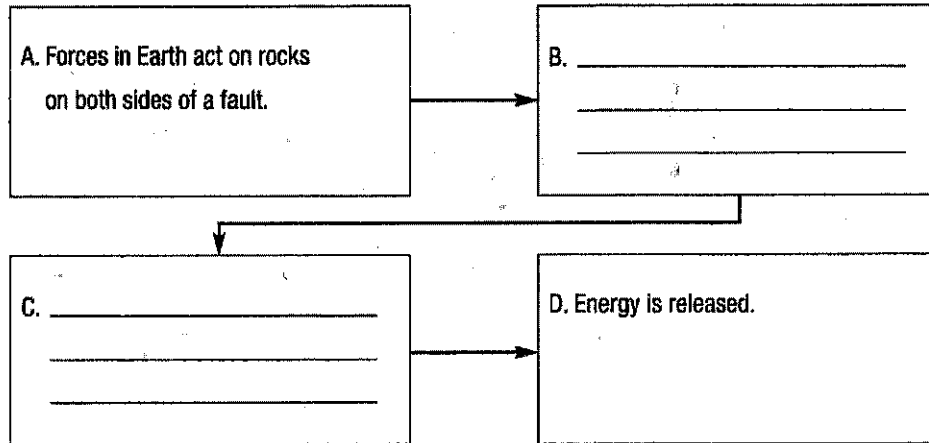 A. Forces in Earth act on rocks
on both sides of a fault.
B.
C.
D. Energy is released.